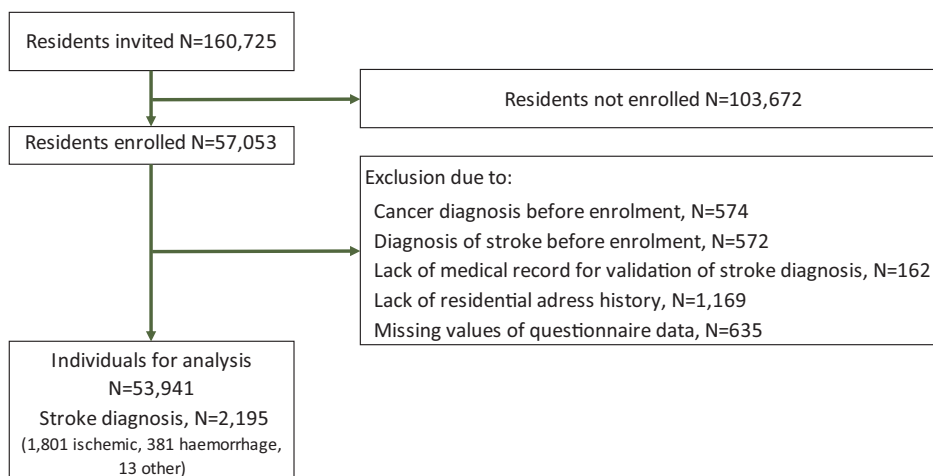 Residents invited N=160,725
Residents not enrolled N=103,672
Residents enrolled N=57,053
Exclusion due to:
Cancer diagnosis before enrolment, N=574
Diagnosis of stroke before enrolment, N=572
Lack of medical record for validation of stroke diagnosis, N=162
Lack of residential adress history, N=1,169
Missing values of questionnaire data, N=635
Individuals for analysis
N=53,941
Stroke diagnosis, N=2,195
(1,801 ischemic, 381 haemorrhage,
13 other)